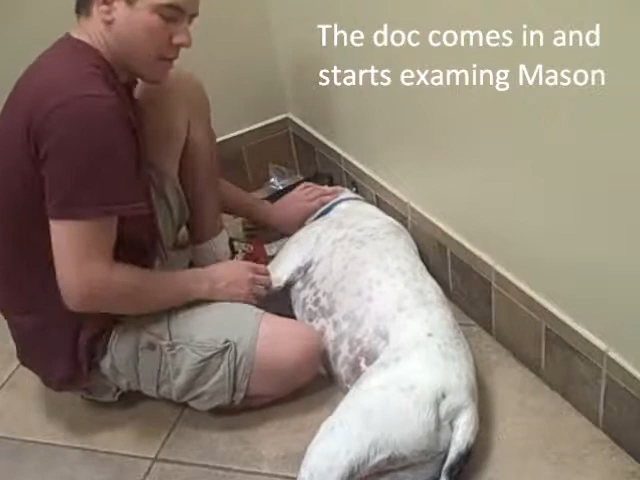 The doc comes in and
starts examing Mason